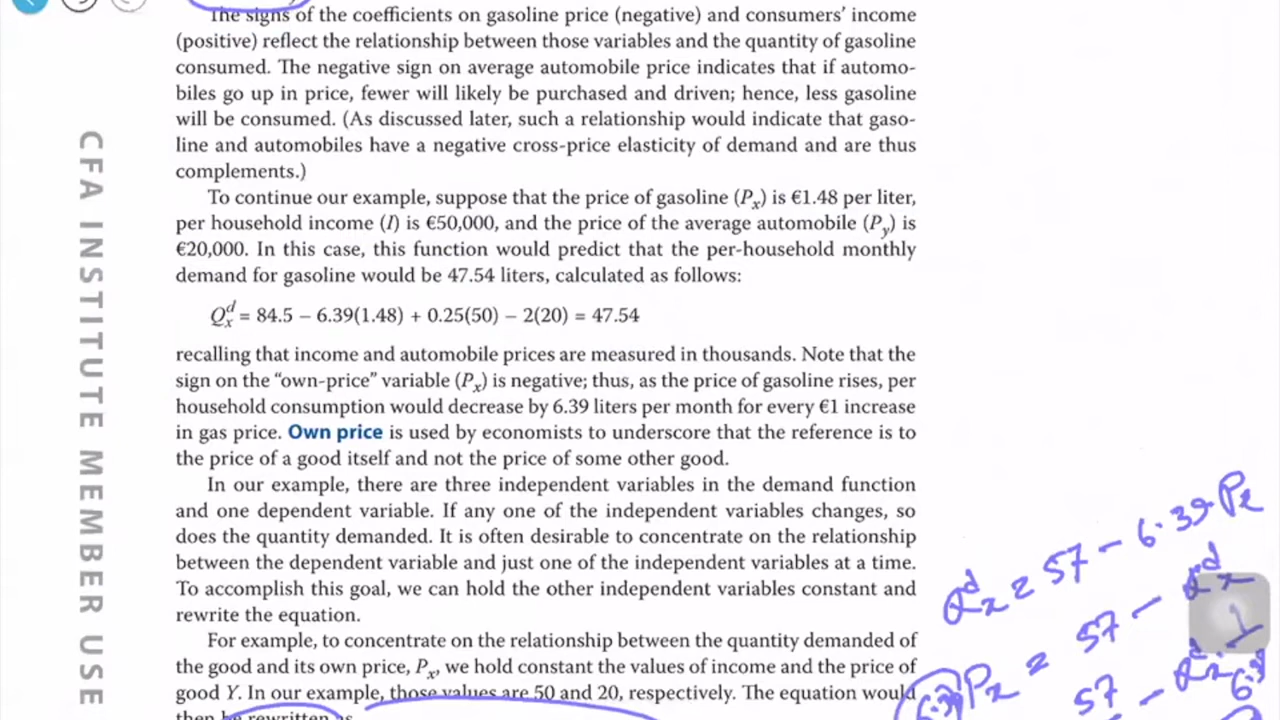 The signs of the coefficients on gasoline price (negative) and consumers’ income
(positive) reflect the relationship between those variables and the quantity of gasoline
consumed. The negative sign on average automobile price indicates that if automo-
biles go up in price, fewer will likely be purchased and driven; hence, less gasoline
will be consumed. (As discussed later, such a relationship would indicate that gaso-
line and automobiles have a negative cross-price elasticity of demand and are thus
complements.)
To continue our example, suppose that the price of gasoline (Px) is €1.48 per liter,
per household income (I) is €50,000, and the price of the average automobile (Py) is
€20,000. In this case, this function would predict that the per-household monthly
demand for gasoline would be 47.54 liters, calculated as follows:
Qdx = 84.5 – 6.39(1.48) + 0.25(50) – 2(20) = 47.54
recalling that income and automobile prices are measured in thousands. Note that the
sign on the “own-price” variable (Px) is negative; thus, as the price of gasoline rises, per
household consumption would decrease by 6.39 liters per month for every €1 increase
in gas price. Own price is used by economists to underscore that the reference is to
the price of a good itself and not the price of some other good.
In our example, there are three independent variables in the demand function
and one dependent variable. If any one of the independent variables changes, so
does the quantity demanded. It is often desirable to concentrate on the relationship
between the dependent variable and just one of the independent variables at a time.
To accomplish this goal, we can hold the other independent variables constant and
rewrite the equation.
For example, to concentrate on the relationship between the quantity demanded of
the good and its own price, Px, we hold constant the values of income and the price of
good Y. In our example, those values are 50 and 20, respectively. The equation would
then be rewritten as
CFA INSTITUTE MEMBER USE
Qdx = 57 – 6.39 Px
6.39 Px = 57 – Qdx
57 – Qdx